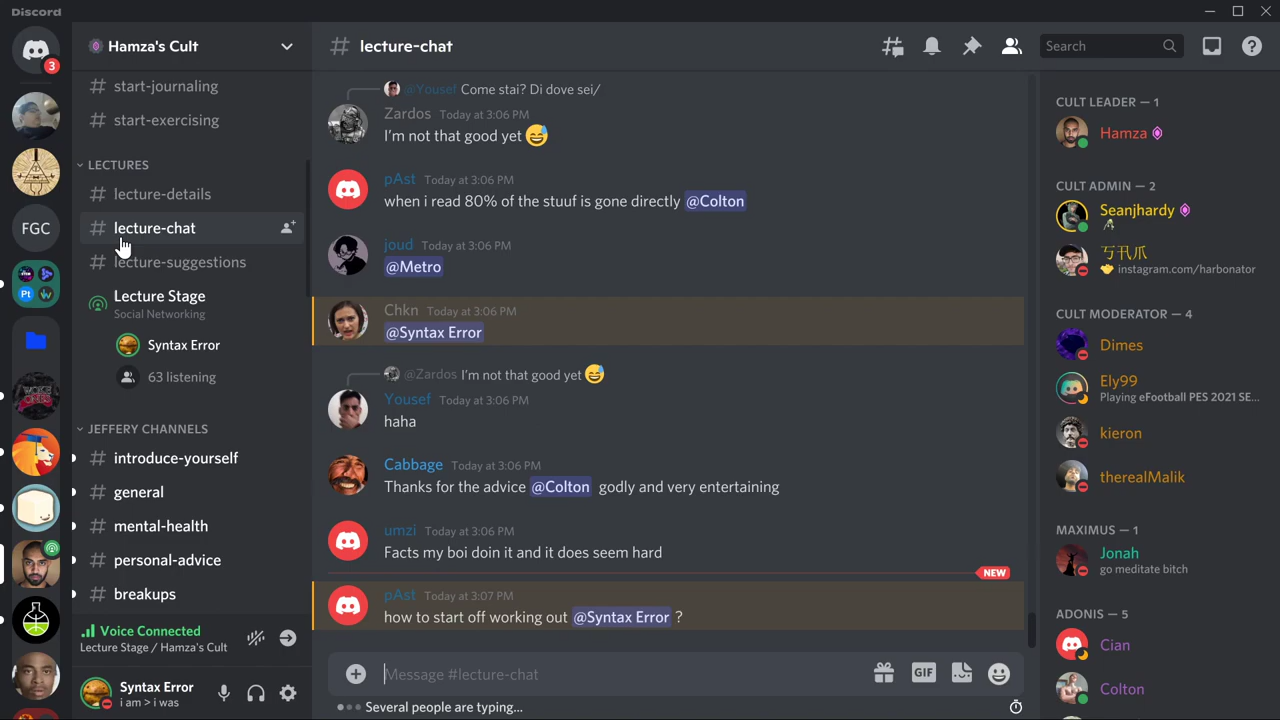 Discord
3
FGC
Pt
Hamza's Cult
# start-journaling
# start-exercising
LECTURES
# lecture-details
# lecture-chat
# lecture-suggestions
Lecture Stage
Social Networking
Syntax Error
63 listening
JEFFERY CHANNELS
# introduce-yourself
# general
# mental-health
# personal-advice
# breakups
Voice Connected
Lecture Stage / Hamza's Cult
Syntax Error
i am > i was
# lecture-chat
Search
@Yousef Come stai? Di dove sei/
Zardos Today at 3:06 PM
I'm not that good yet 😅
pAst Today at 3:06 PM
when i read 80% of the stuuf is gone directly @Colton
joud Today at 3:06 PM
@Metro
Chkn Today at 3:06 PM
@Syntax Error
@Zardos I'm not that good yet 😅
Yousef Today at 3:06 PM
haha
Cabbage Today at 3:06 PM
Thanks for the advice @Colton godly and very entertaining
umzi Today at 3:06 PM
Facts my boi doin it and it does seem hard
NEW
pAst Today at 3:07 PM
how to start off working out @Syntax Error ?
Message #lecture-chat
GIF
Several people are typing...
CULT LEADER — 1
Hamza
CULT ADMIN — 2
Seanjhardy
丂卂爪
instagram.com/harbonator
CULT MODERATOR — 4
Dimes
Ely99
Playing eFootball PES 2021 SE...
kieron
therealMalik
MAXIMUS — 1
Jonah
go meditate bitch
ADONIS — 5
Cian
Colton